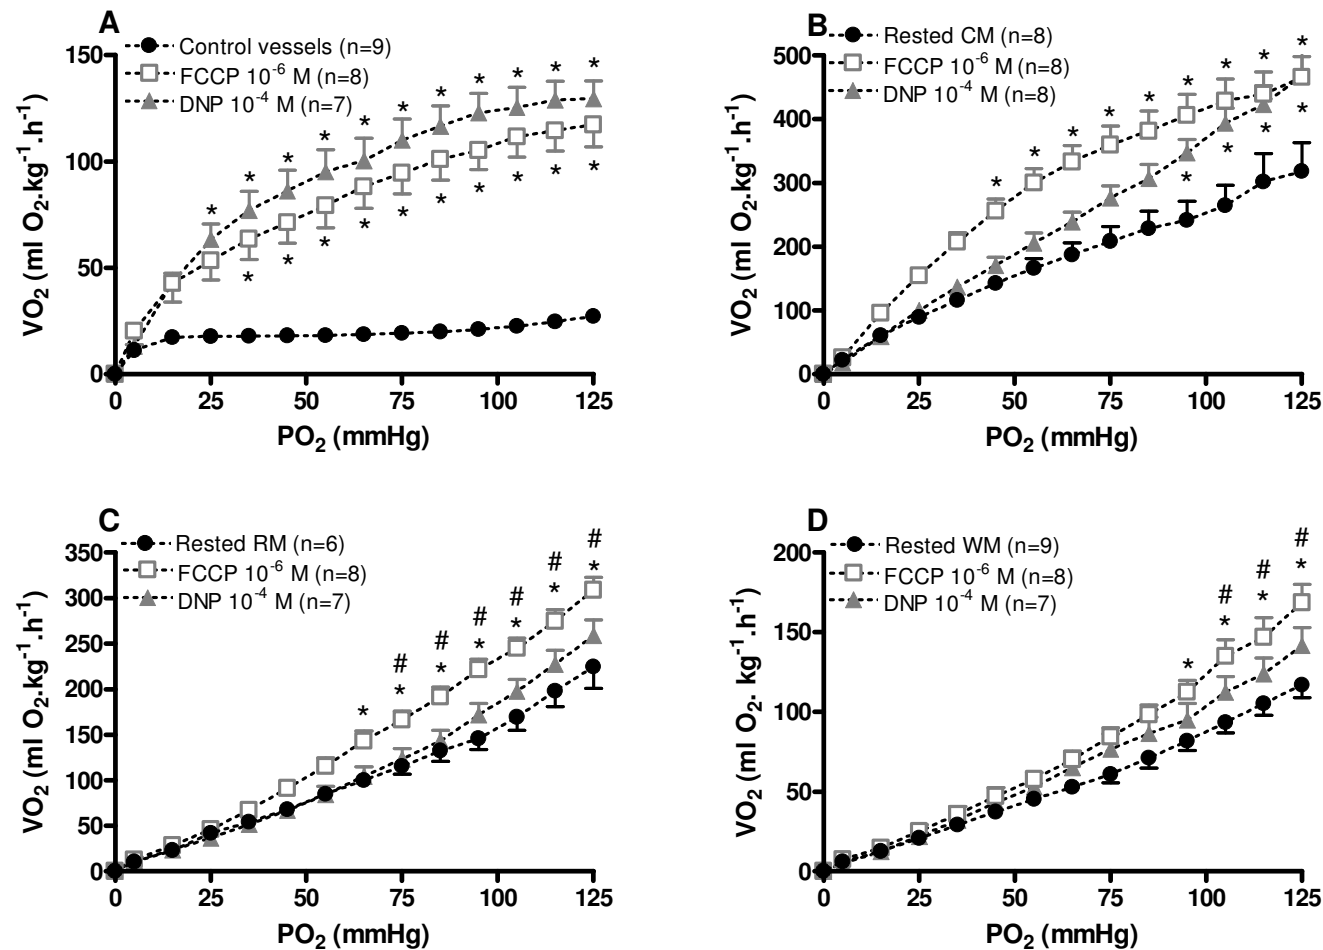 A
Control vessels (n=9)
FCCP 10⁻⁶ M (n=8)
DNP 10⁻⁴ M (n=7)
VO₂ (ml O₂.kg⁻¹.h⁻¹)
150
100
50
0
* * * * * * * * * * *
* * * * * * * * * *
0 25 50 75 100 125
PO₂ (mmHg)
B
Rested CM (n=8)
FCCP 10⁻⁶ M (n=8)
DNP 10⁻⁴ M (n=8)
VO₂ (ml O₂.kg⁻¹.h⁻¹)
500
400
300
200
100
0
* * * * * * * * *
* * * *
0 25 50 75 100 125
PO₂ (mmHg)
C
Rested RM (n=6)
FCCP 10⁻⁶ M (n=8)
DNP 10⁻⁴ M (n=7)
VO₂ (ml O₂.kg⁻¹.h⁻¹)
350
300
250
200
150
100
50
0
# # # # # #
* * * * * * *
0 25 50 75 100 125
PO₂ (mmHg)
D
Rested WM (n=9)
FCCP 10⁻⁶ M (n=8)
DNP 10⁻⁴ M (n=7)
VO₂ (ml O₂. kg⁻¹.h⁻¹)
200
150
100
50
0
# # #
* * * *
0 25 50 75 100 125
PO₂ (mmHg)